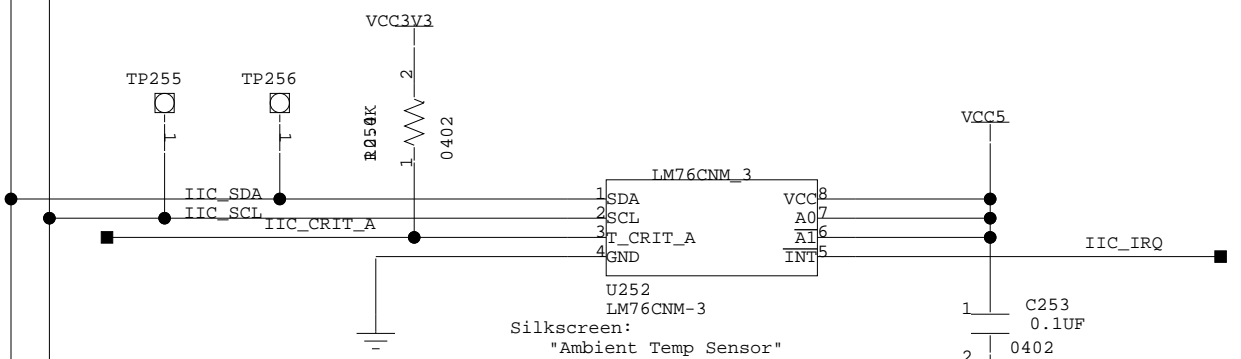 VCC3V3
TP255
TP256
2
1
1
0402
1
VCC5
LM76CNM_3
IIC_SDA
1
SDA
VCC
8
IIC_SCL
2
SCL
A0
7
IIC_CRIT_A
3
T_CRIT_A
A1
6
4
GND
INT
5
IIC_IRQ
U252
LM76CNM-3
Silkscreen:
"Ambient Temp Sensor"
1
C253
0.1UF
0402
2